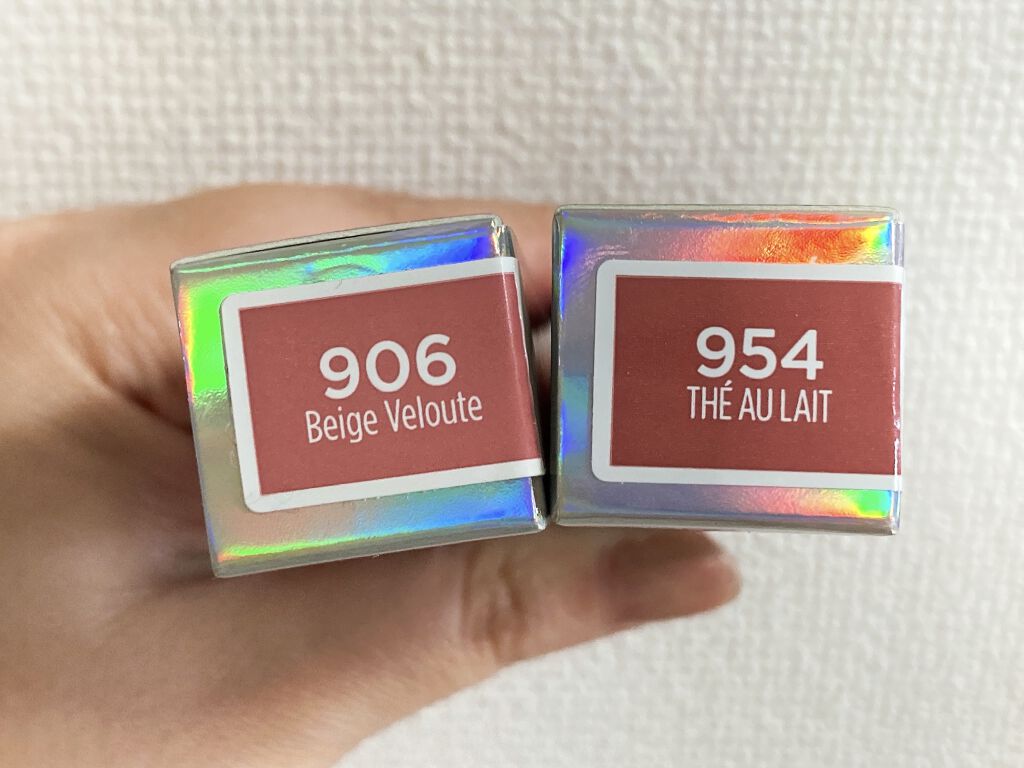 906
Beige Veloute
954
THÉ AU LAIT